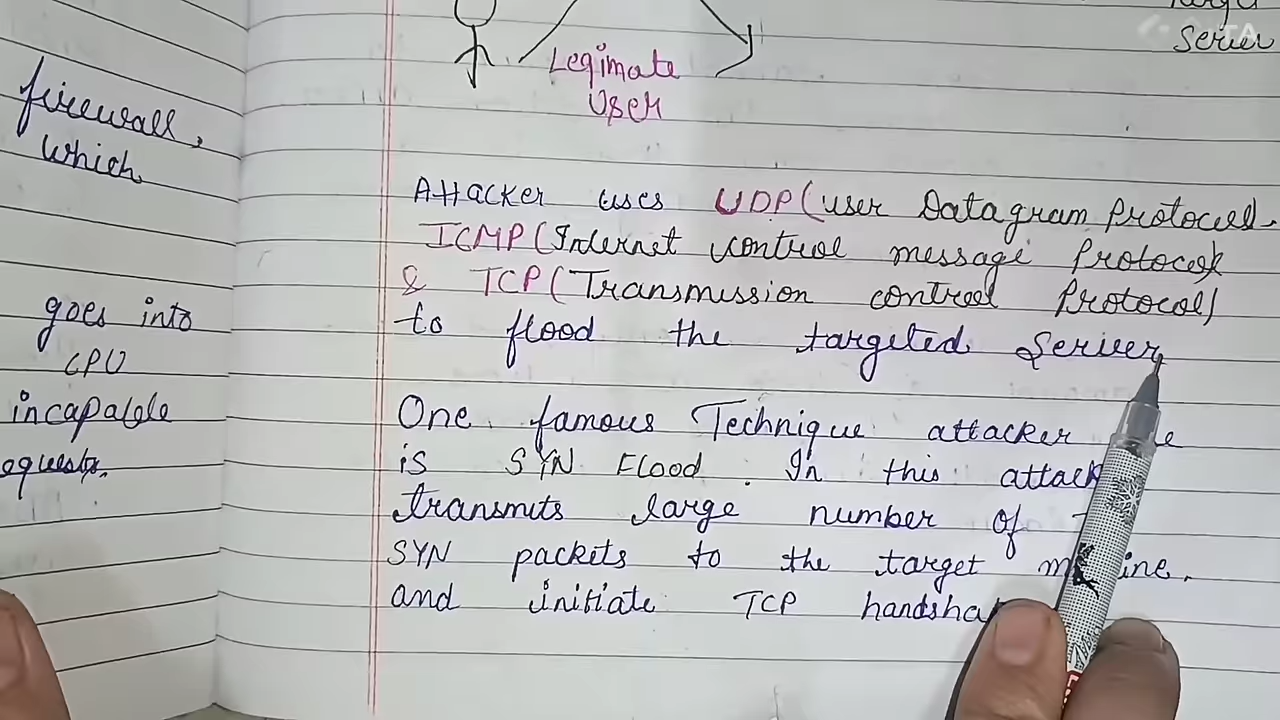 firewall,
which
goes into
CPU
incapable
Server
Legimate
User
Attacker uses UDP (User Datagram Protocol.
ICMP (Internet control message Protocol)
& TCP (Transmission control Protocol)
to flood the targeted Server,
One famous Technique attacker
is SYN Flood. In this attack
transmits large number of
SYN packets to the target
and initiate TCP